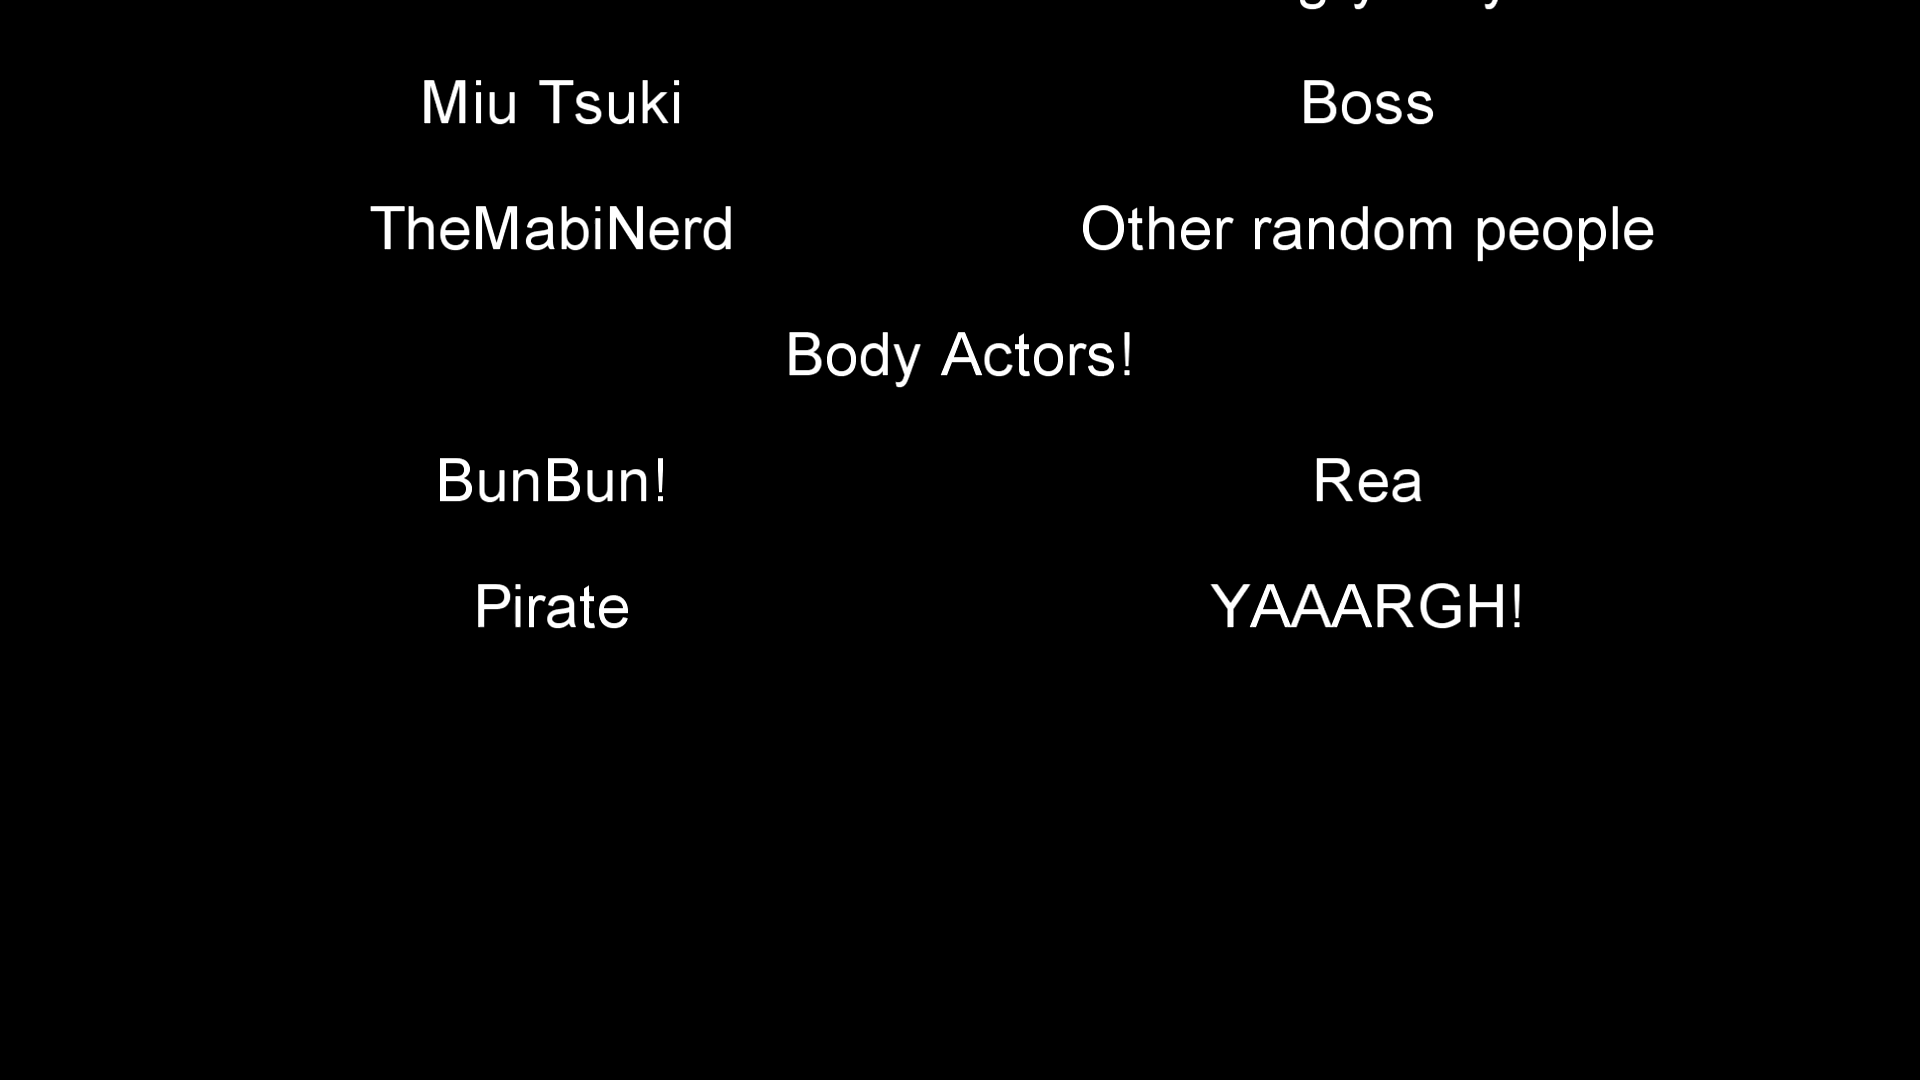 Miu Tsuki Boss
TheMabiNerd Other random people
Body Actors!
BunBun! Rea
Pirate YAAARGH!